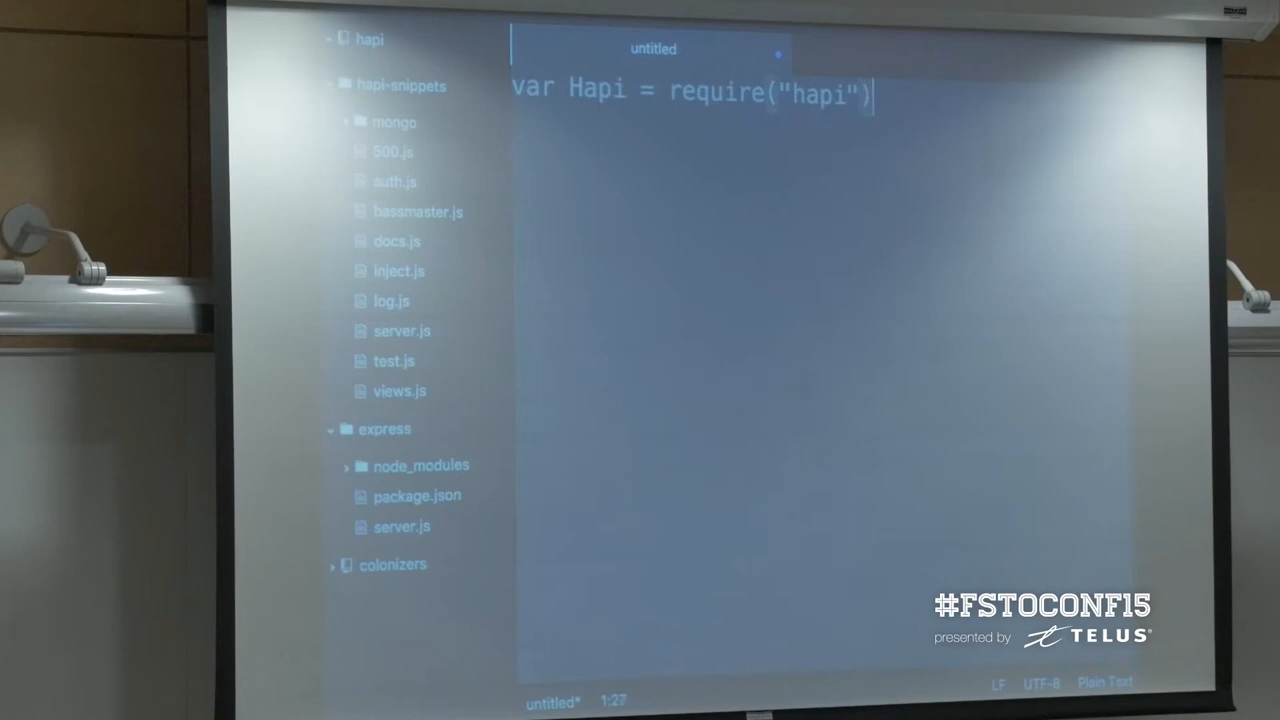 hapi
hapi-snippets
mongo
500.js
auth.js
bassmaster.js
docs.js
inject.js
log.js
server.js
test.js
views.js
express
node_modules
package.json
server.js
colonizers
untitled
var Hapi = require("hapi")
untitled* 1:27
LF UTF-8 Plain Text
#FSTOCONF15
presented by TELUS®